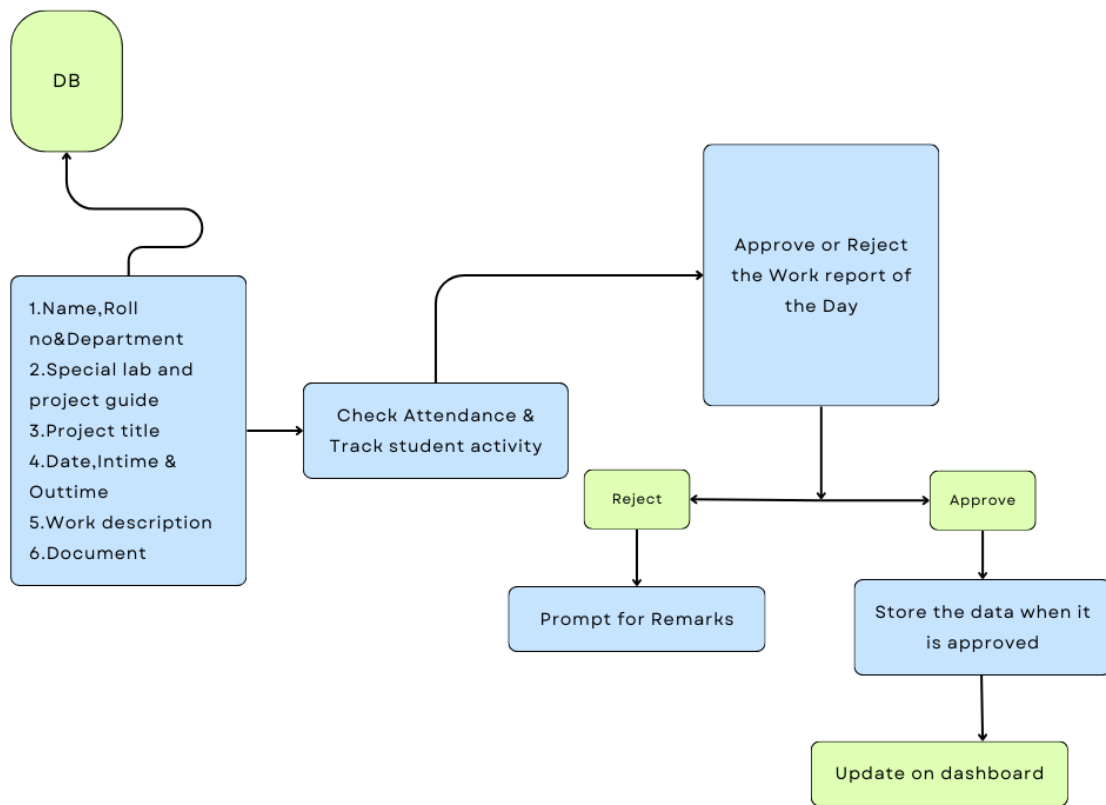 DB
1.Name,Roll
no&Department
2.Special lab and
project guide
3.Project title
4.Date,Intime &
Outtime
5.Work description
6.Document
Check Attendance &
Track student activity
Approve or Reject
the Work report of
the Day
Reject
Approve
Prompt for Remarks
Store the data when it
is approved
Update on dashboard